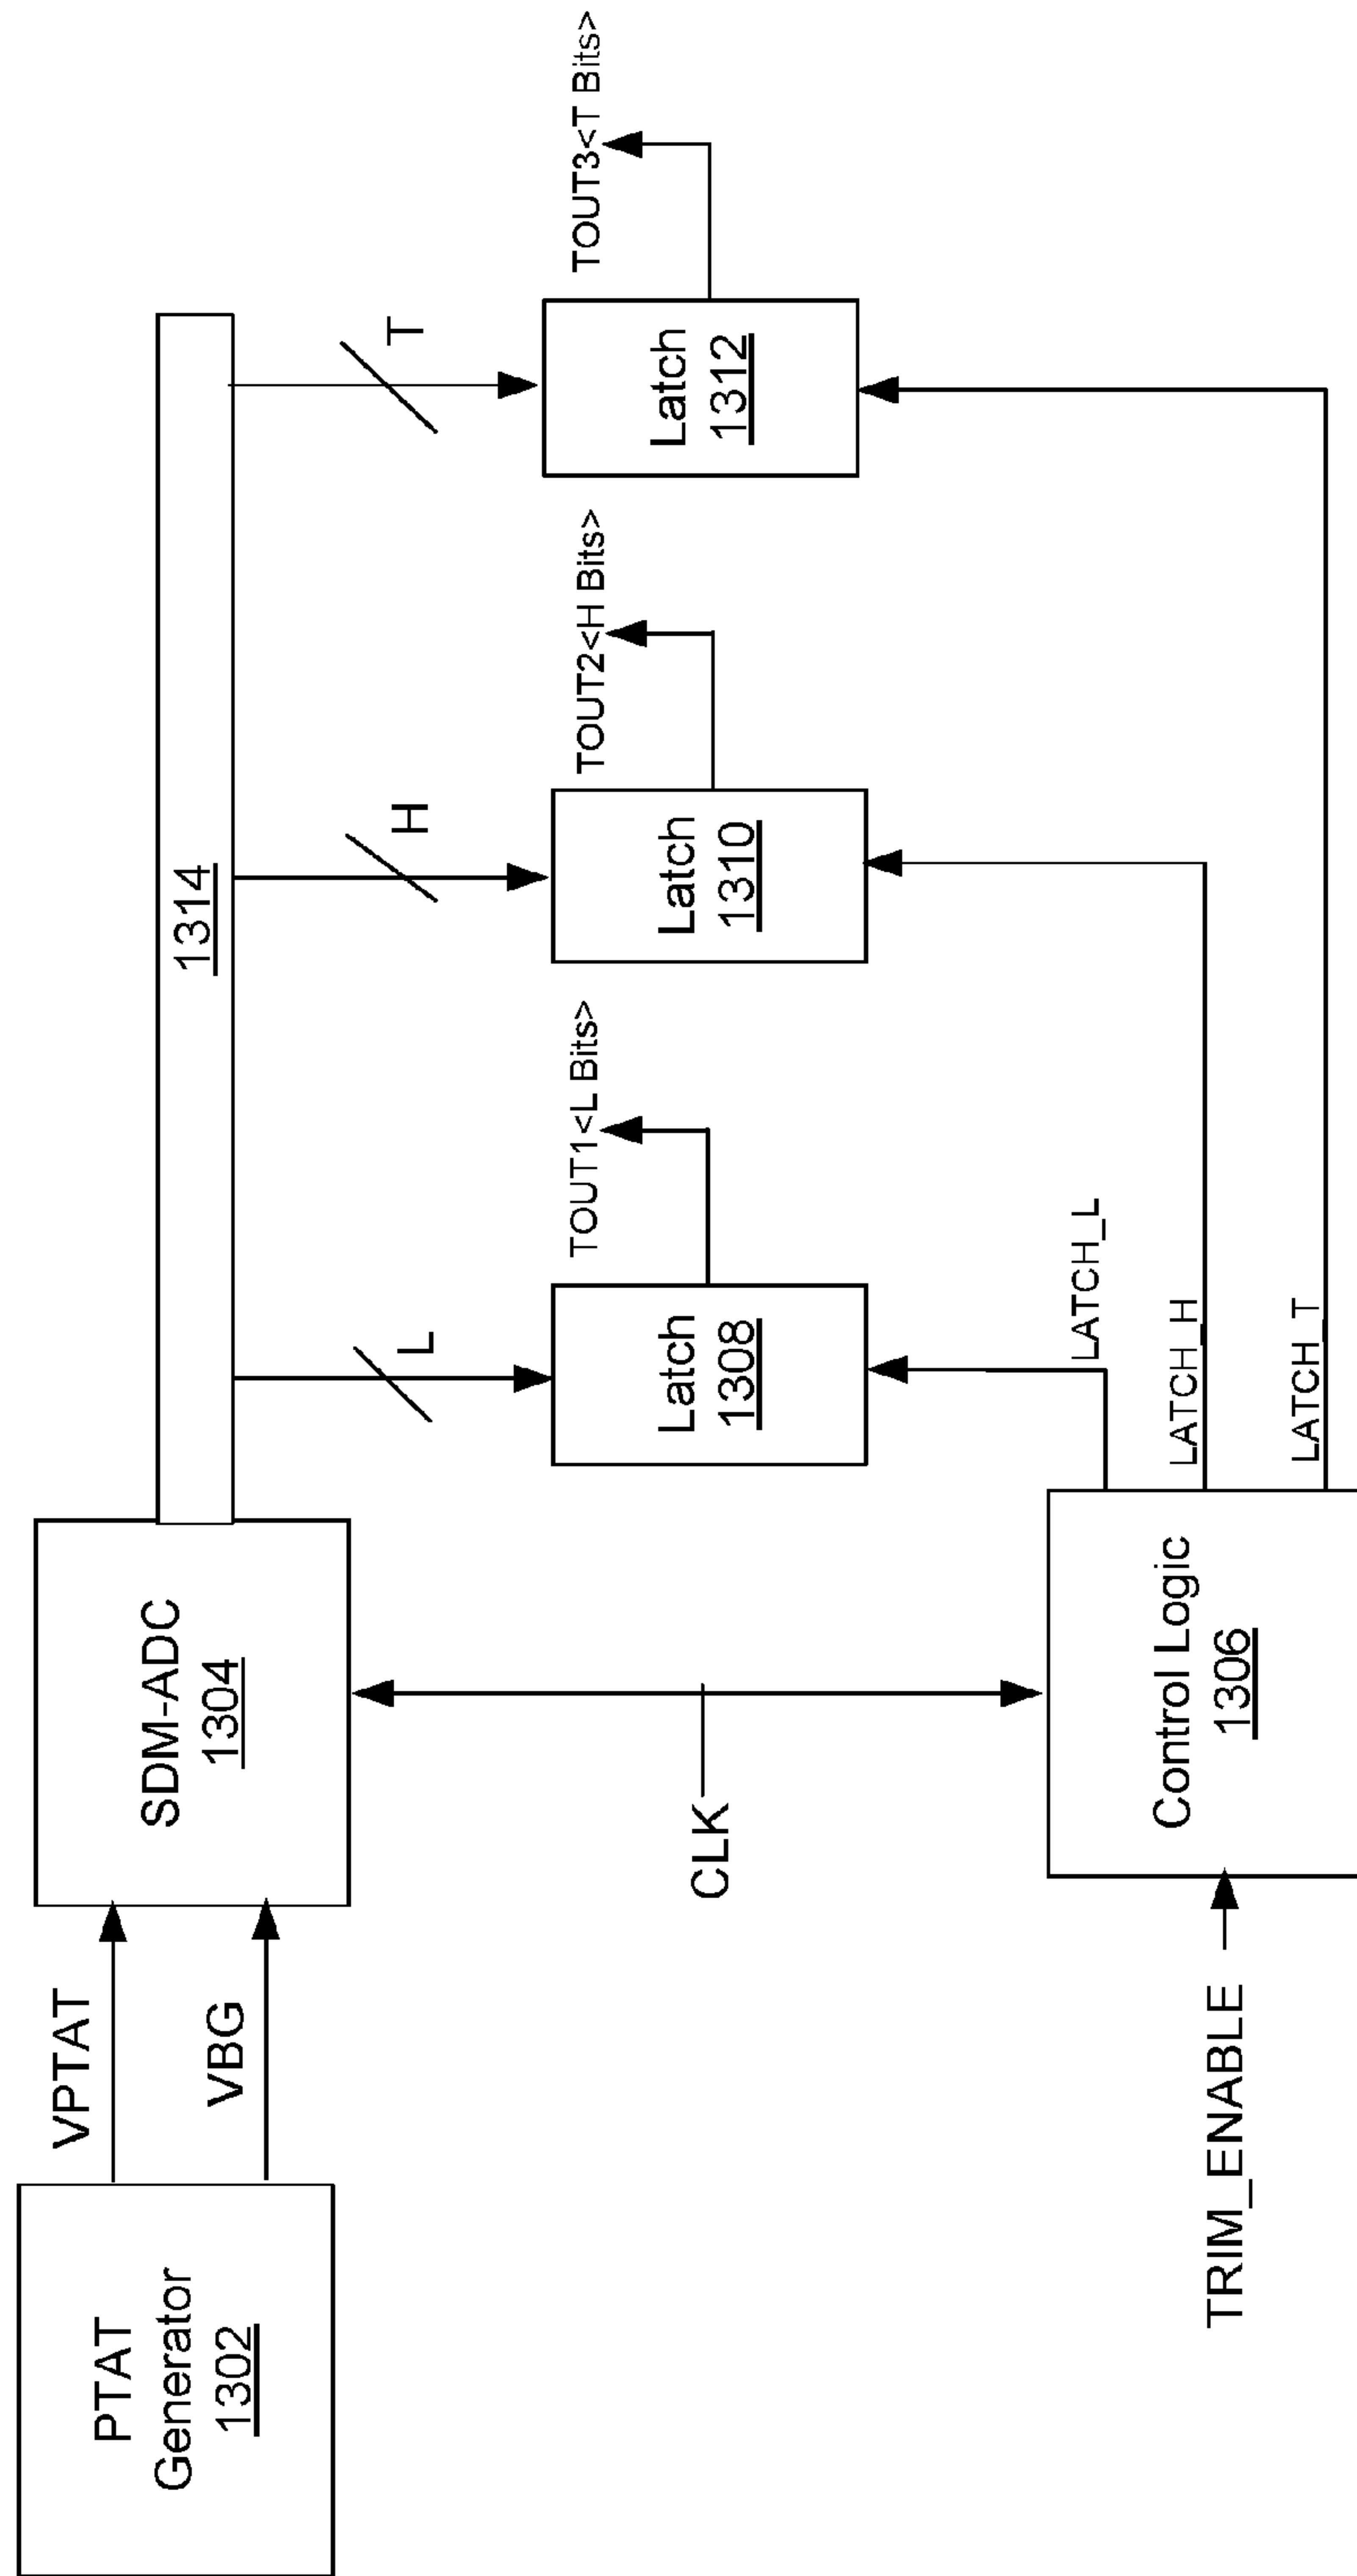 PTAT
Generator
1302
VPTAT
VBG
SDM-ADC
1304
1314
L
H
T
Latch
1308
TOUT1<L Bits>
Latch
1310
TOUT2<H Bits>
Latch
1312
TOUT3<T Bits>
CLK
TRIM_ENABLE
Control Logic
1306
LATCH_L
LATCH_H
LATCH_T